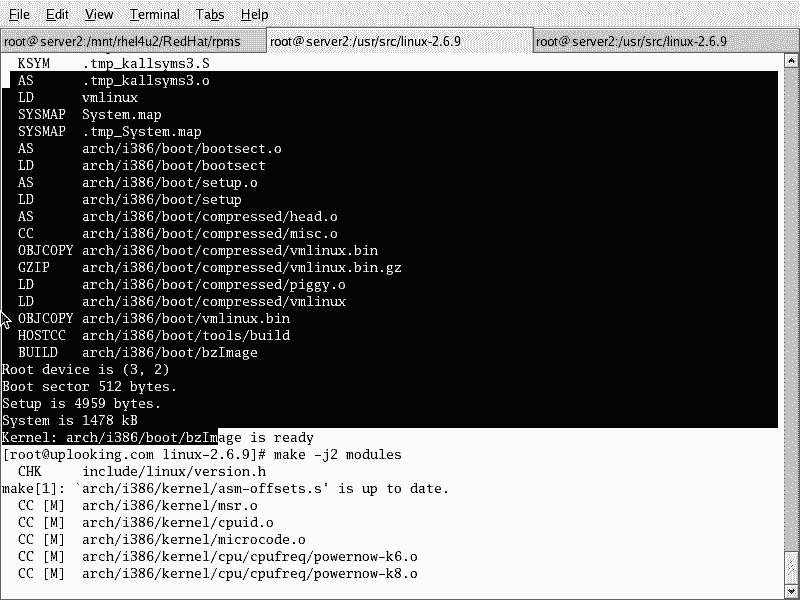 File Edit View Terminal Tabs Help
root@server2:/mnt/rhel4u2/RedHat/rpms root@server2:/usr/src/linux-2.6.9 root@server2:/usr/src/linux-2.6.9
KSYM .tmp_kallsyms3.S
AS .tmp_kallsyms3.o
LD vmlinux
SYSMAP System.map
SYSMAP .tmp_System.map
AS arch/i386/boot/bootsect.o
LD arch/i386/boot/bootsect
AS arch/i386/boot/setup.o
LD arch/i386/boot/setup
AS arch/i386/boot/compressed/head.o
CC arch/i386/boot/compressed/misc.o
OBJCOPY arch/i386/boot/compressed/vmlinux.bin
GZIP arch/i386/boot/compressed/vmlinux.bin.gz
LD arch/i386/boot/compressed/piggy.o
LD arch/i386/boot/compressed/vmlinux
OBJCOPY arch/i386/boot/vmlinux.bin
HOSTCC arch/i386/boot/tools/build
BUILD arch/i386/boot/bzImage
Root device is (3, 2)
Boot sector 512 bytes.
Setup is 4959 bytes.
System is 1478 kB
Kernel: arch/i386/boot/bzImage is ready
[root@uplooking.com linux-2.6.9]# make -j2 modules
CHK include/linux/version.h
make[1]: `arch/i386/kernel/asm-offsets.s' is up to date.
CC [M] arch/i386/kernel/msr.o
CC [M] arch/i386/kernel/cpuid.o
CC [M] arch/i386/kernel/microcode.o
CC [M] arch/i386/kernel/cpu/cpufreq/powernow-k6.o
CC [M] arch/i386/kernel/cpu/cpufreq/powernow-k8.o